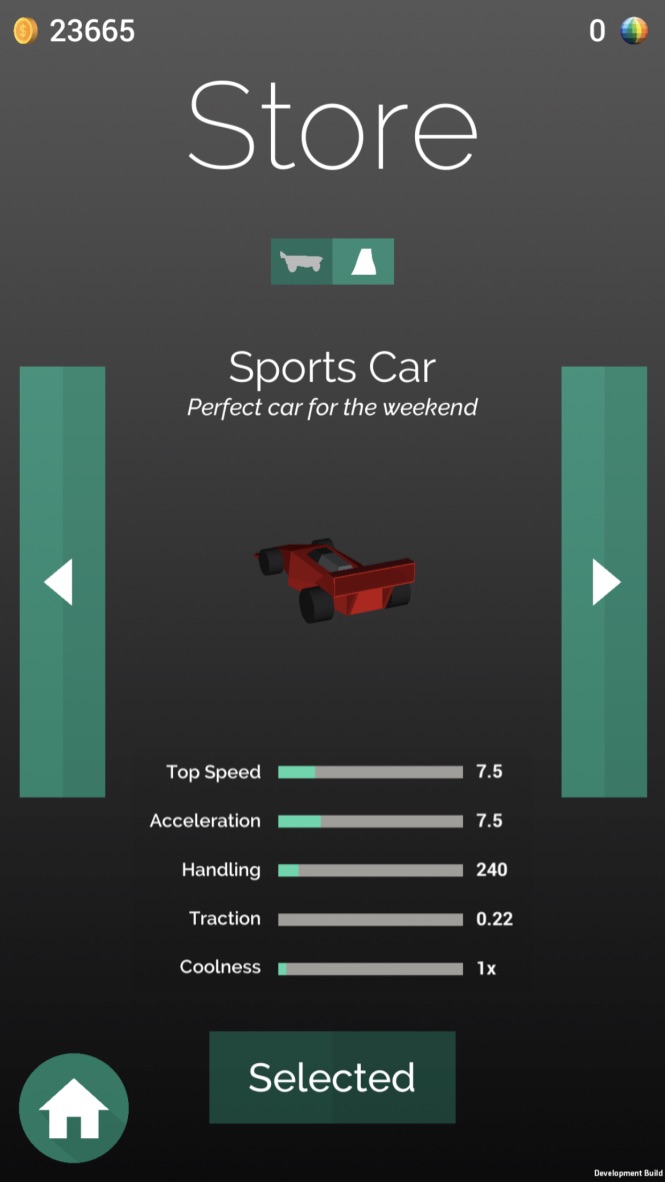 23665
0
Store
Sports Car
Perfect car for the weekend
Top Speed 7.5
Acceleration 7.5
Handling 240
Traction 0.22
Coolness 1x
Selected
Development Build